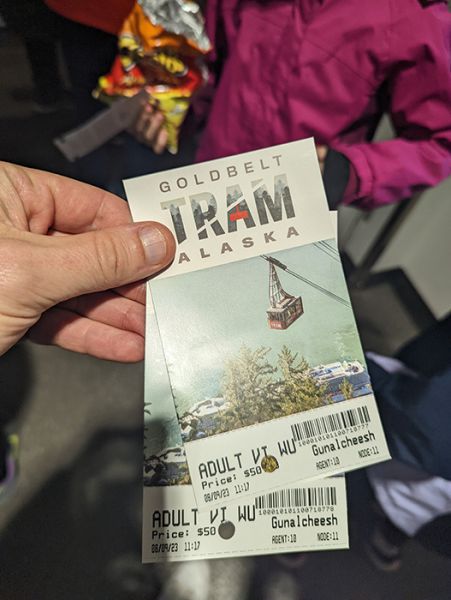 GOLDBELT
TRAM
ALASKA
ADULT VI WU
Price: $50
08/09/23 11:17
1000101011００718777
Gunalcheesh
AGENT:10 NODE:11
ADULT VI WU
Price: $50
08/09/23 11:17
Gunalcheesh
AGENT:10 NODE:11